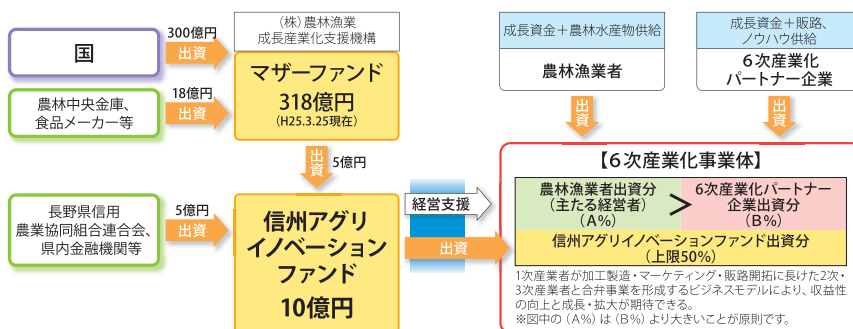 国
300億円
出資
(株)農林漁業
成長産業化支援機構
マザーファンド
318億円
(H25.3.25現在)
農林中央金庫、
食品メーカー等
18億円
出資
出資
5億円
長野県信用
農業協同組合連合会、
県内金融機関等
5億円
出資
信州アグリ
イノベーション
ファンド
10億円
経営支援
出資
成長資金+農林水産物供給
農林漁業者
出資
成長資金+販路、
ノウハウ供給
6次産業化
パートナー企業
出資
【6次産業化事業体】
農林漁業者出資分
(主たる経営者)
(A%)
>
6次産業化パートナー
企業出資分
(B%)
信州アグリイノベーションファンド出資分
(上限50%)
1次産業者が加工製造・マーケティング・販路開拓に長けた2次・
3次産業者と合弁事業を形成するビジネスモデルにより、収益性
の向上と成長・拡大が期待できる。
※図中の(A%)は(B%)より大きいことが原則です。